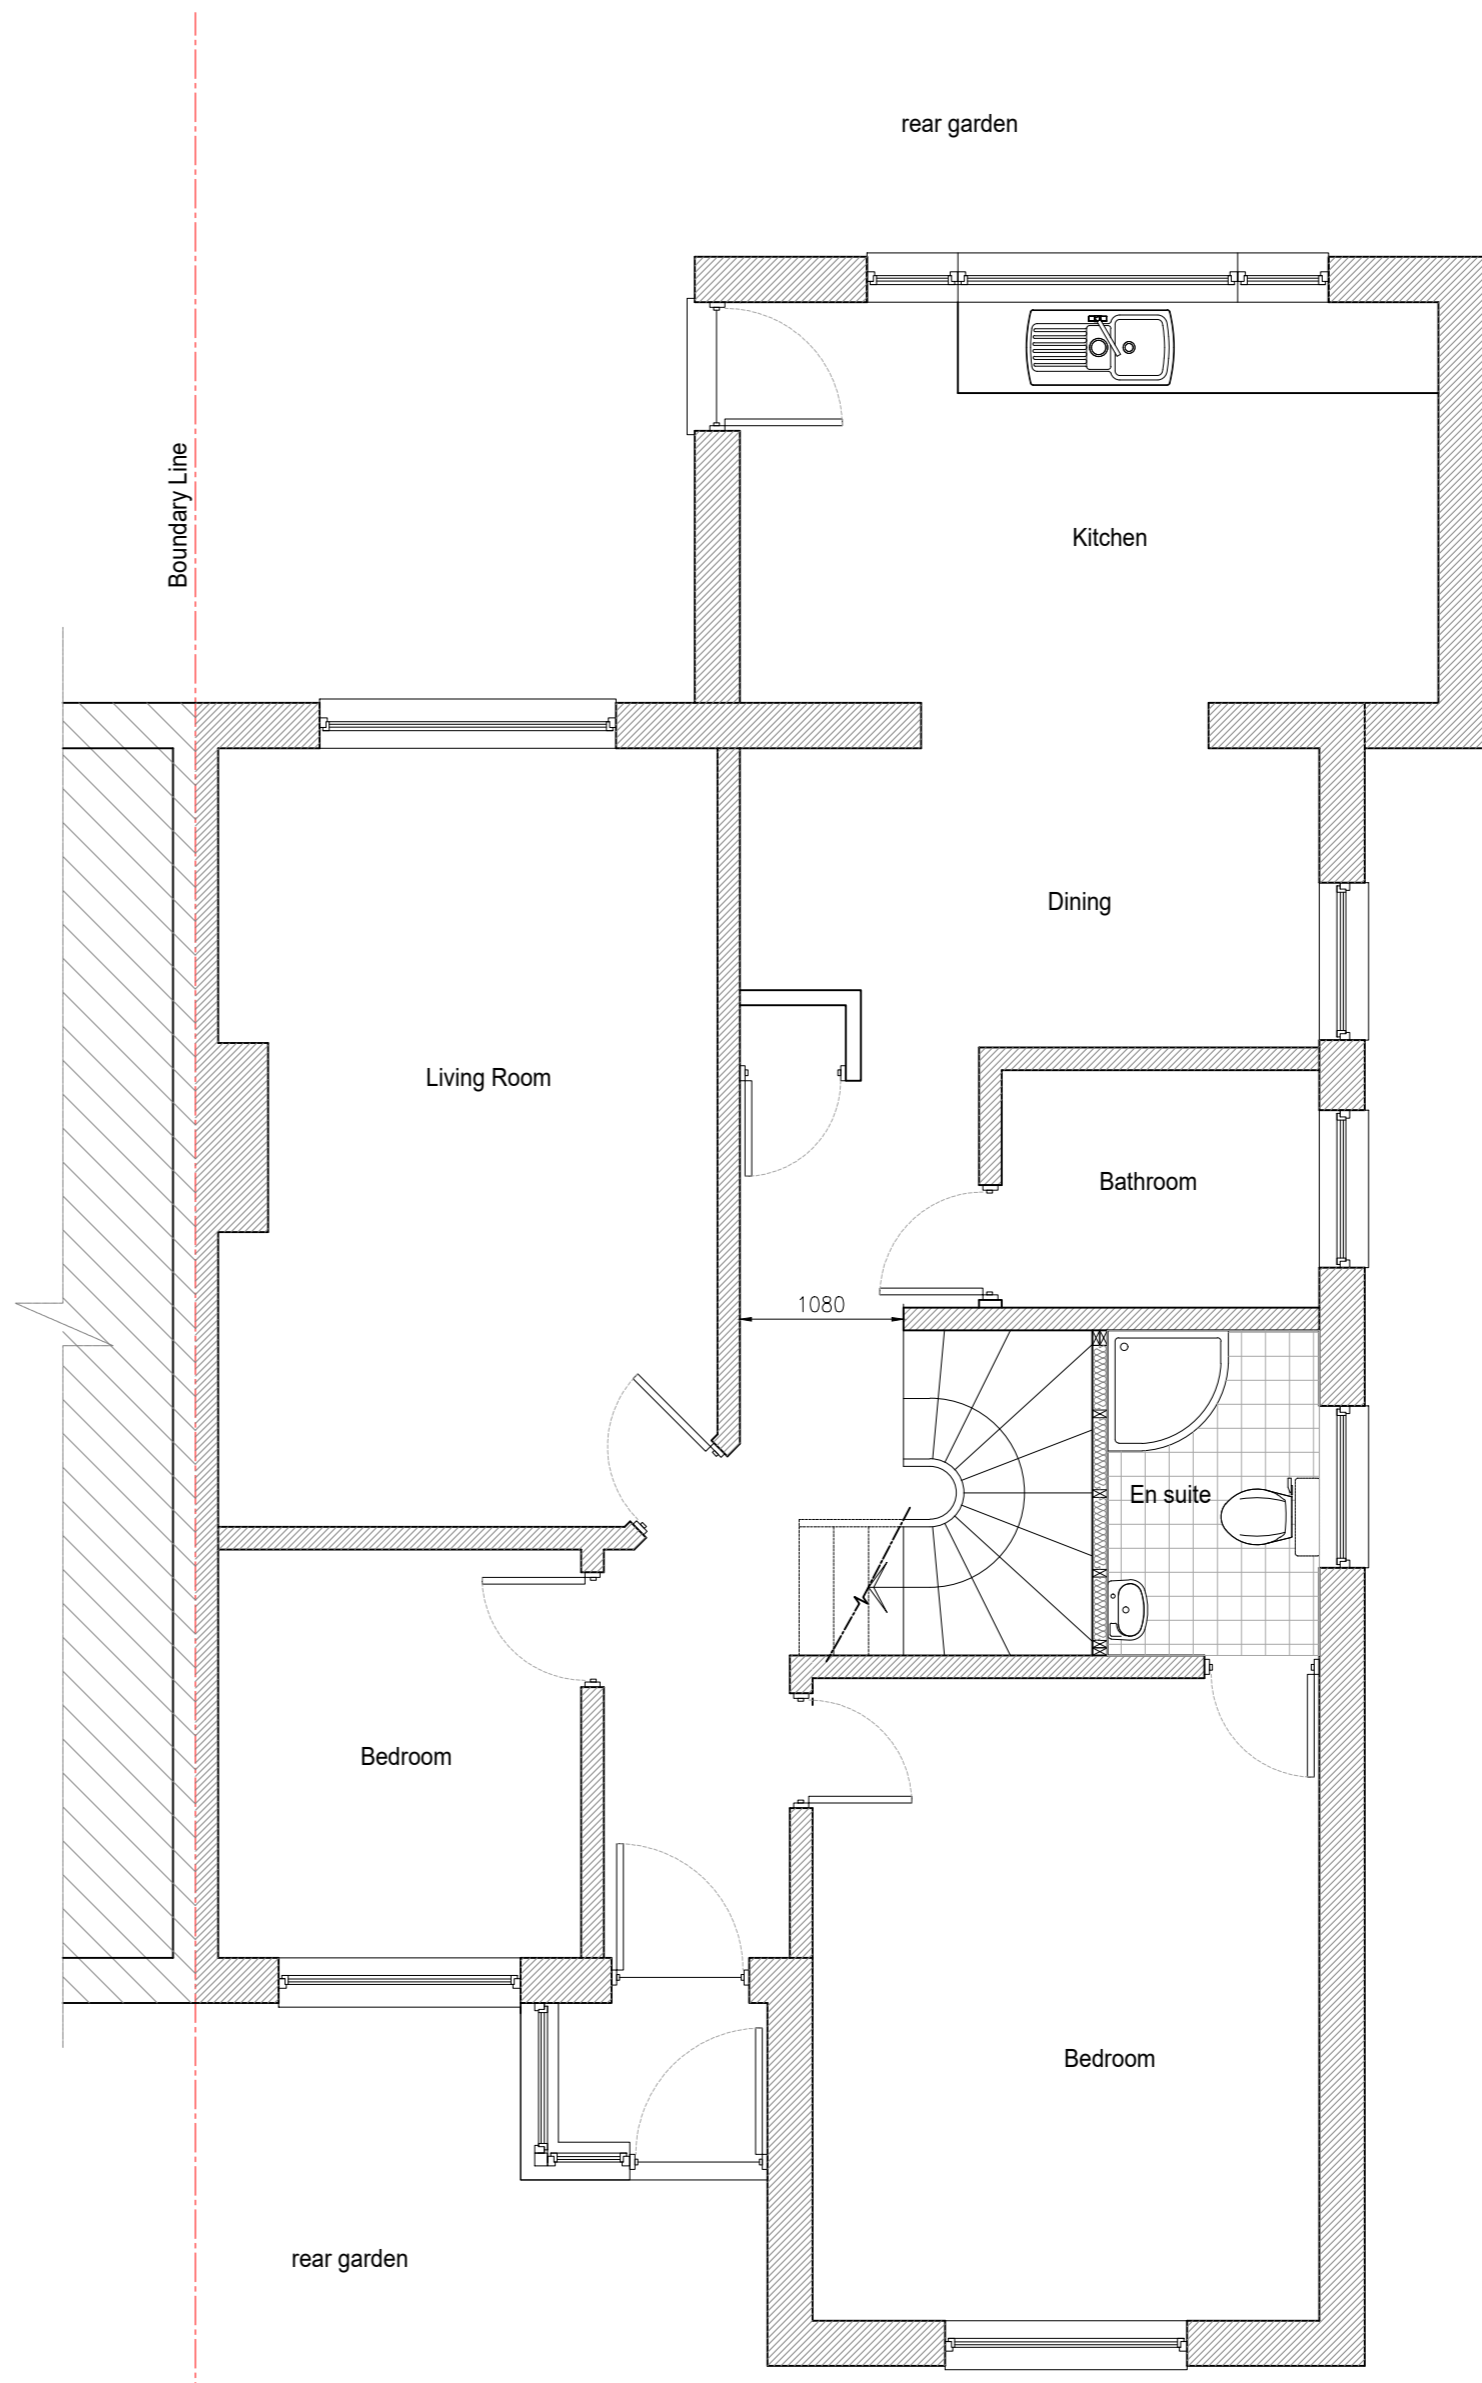 rear garden
Boundary Line
Kitchen
Dining
Living Room
Bathroom
1080
En suite
Bedroom
Bedroom
rear garden